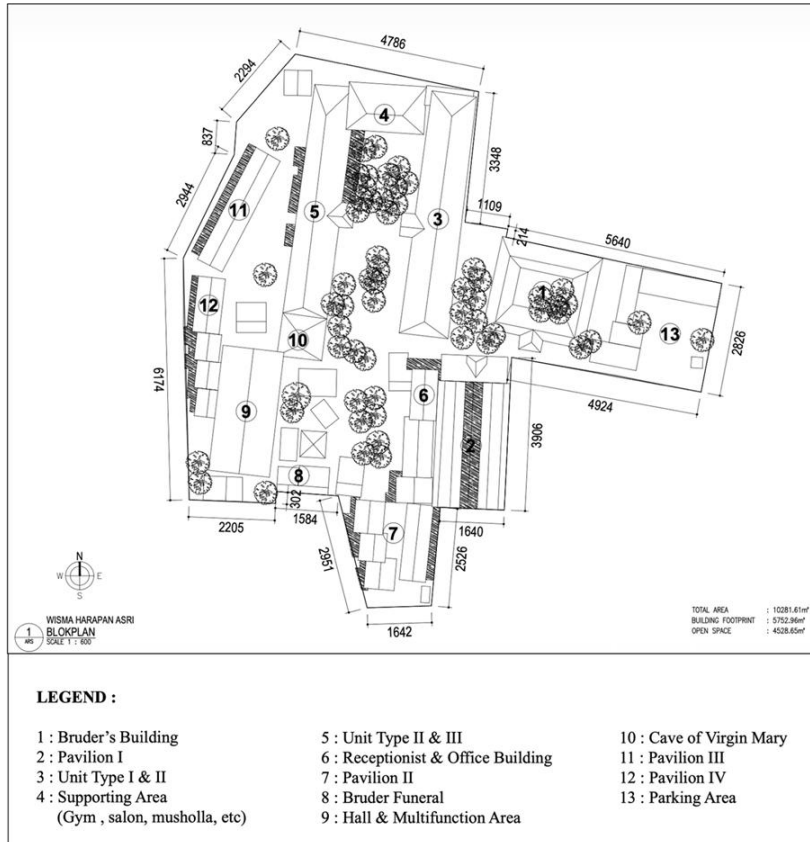 4786
2294
837
2944
3348
1109
214
5640
2826
4924
3906
6174
2205
302
1584
2951
1642
2526
1640
4
11
5
3
1
12
13
10
9
6
2
8
7
N
W E
S
1
ARS
WISMA HARAPAN ASRI
BLOKPLAN
SCALE 1 : 600
TOTAL AREA : 10281.61m²
BUILDING FOOTPRINT : 5752.96m²
OPEN SPACE : 4528.65m²
LEGEND :
1 : Bruder's Building
2 : Pavilion I
3 : Unit Type I & II
4 : Supporting Area
(Gym , salon, musholla, etc)
5 : Unit Type II & III
6 : Receptionist & Office Building
7 : Pavilion II
8 : Bruder Funeral
9 : Hall & Multifunction Area
10 : Cave of Virgin Mary
11 : Pavilion III
12 : Pavilion IV
13 : Parking Area